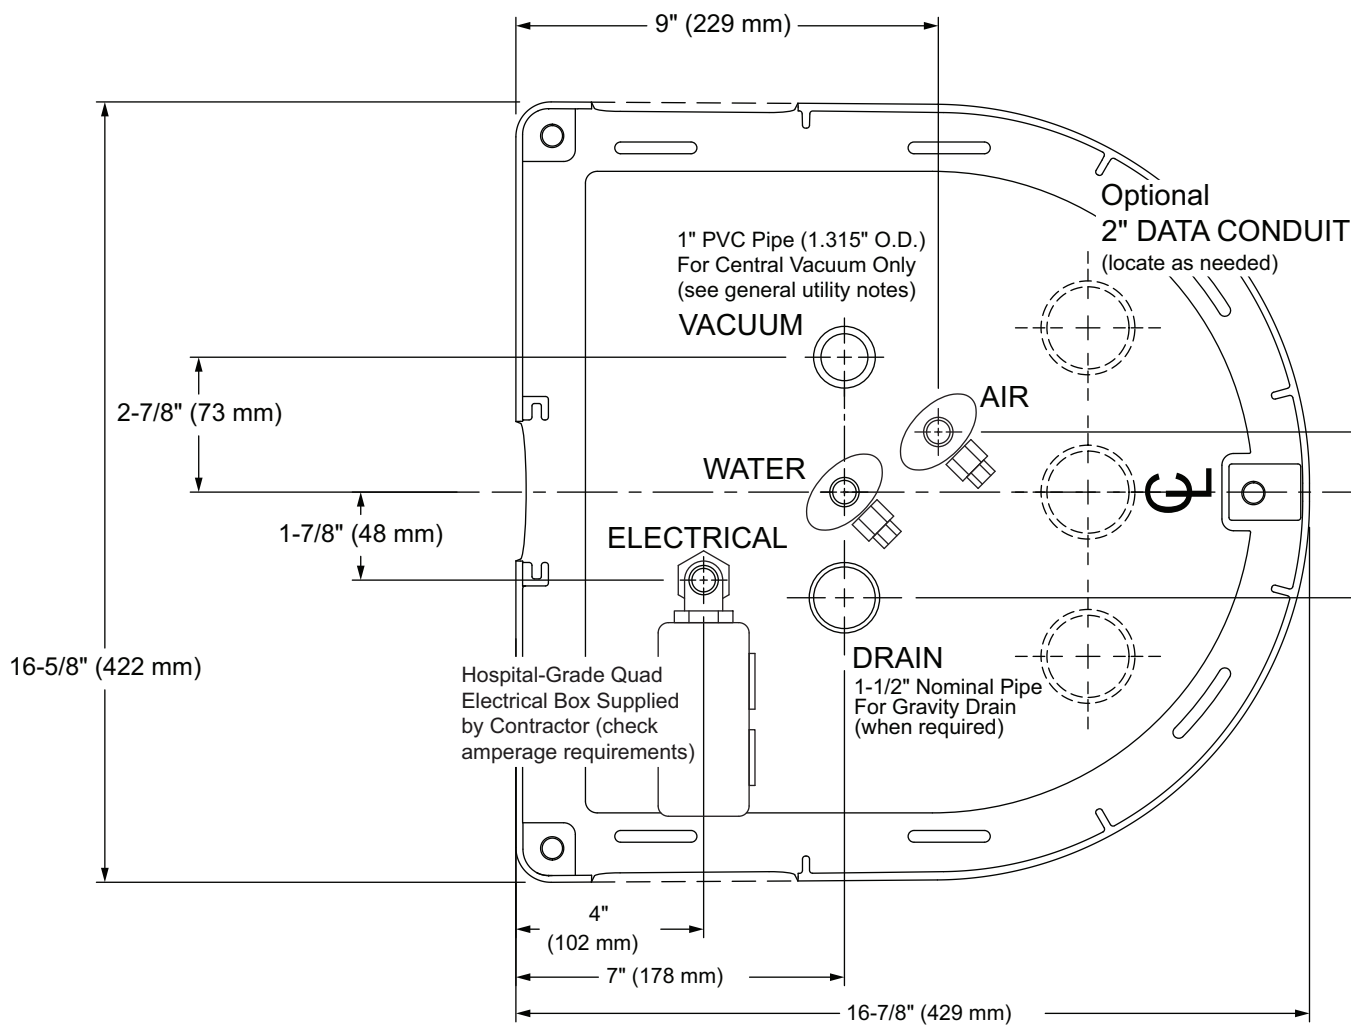 9" (229 mm)
Optional
2" DATA CONDUIT
(locate as needed)
1" PVC Pipe (1.315" O.D.)
For Central Vacuum Only
(see general utility notes)
VACUUM
2-7/8" (73 mm)
AIR
WATER
CL
1-7/8" (48 mm)
ELECTRICAL
16-5/8" (422 mm)
Hospital-Grade Quad
Electrical Box Supplied
by Contractor (check
amperage requirements)
DRAIN
1-1/2" Nominal Pipe
For Gravity Drain
(when required)
4"
(102 mm)
7" (178 mm)
16-7/8" (429 mm)